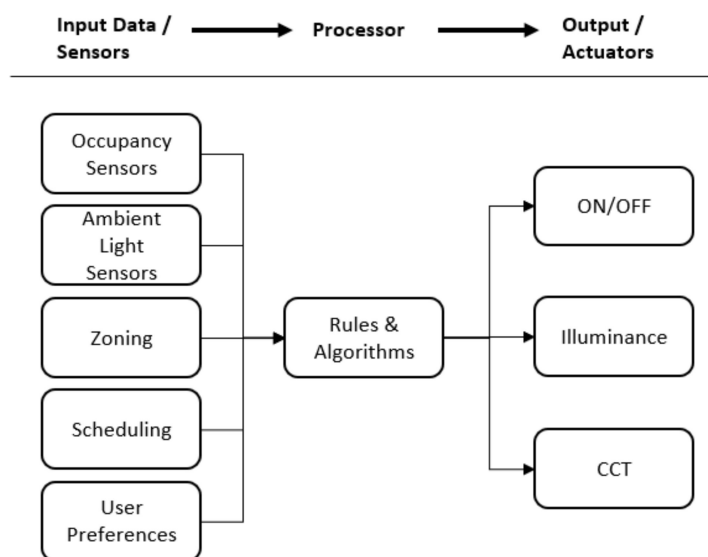 Input Data /
Sensors
Processor
Output /
Actuators
Occupancy
Sensors
Ambient
Light
Sensors
Zoning
Scheduling
User
Preferences
Rules &
Algorithms
ON/OFF
Illuminance
CCT